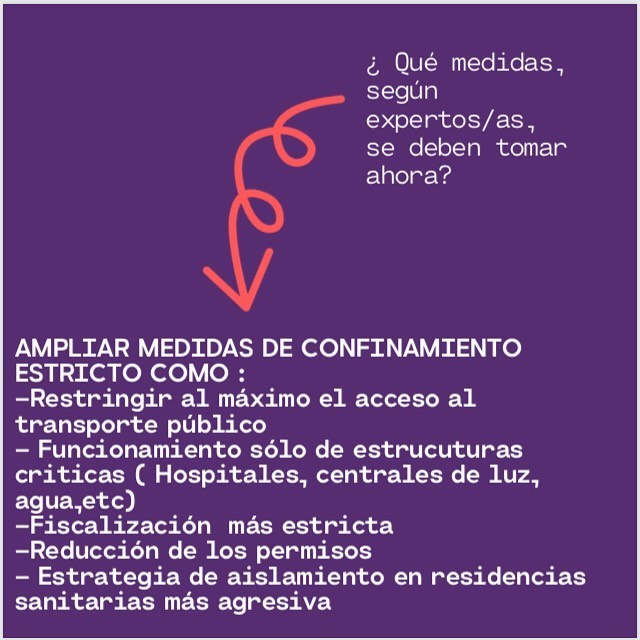 ¿ Qué medidas,
según
expertos/as,
se deben tomar
ahora?
AMPLIAR MEDIDAS DE CONFINAMIENTO
ESTRICTO COMO :
-Restringir al máximo el acceso al
transporte público
- Funcionamiento sólo de estrucuturas
criticas ( Hospitales, centrales de luz,
agua,etc)
-Fiscalización  más estricta
-Reducción de los permisos
- Estrategia de aislamiento en residencias
sanitarias más agresiva